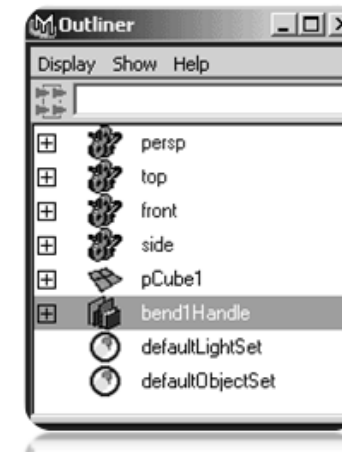 Outliner
Display Show Help
persp
top
front
side
pCube1
bend1Handle
defaultLightSet
defaultObjectSet